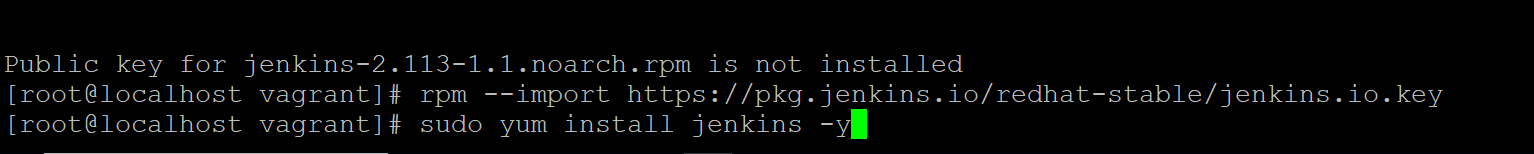 Public key for jenkins-2.113-1.1.noarch.rpm is not installed
[root@localhost vagrant]# rpm --import https://pkg.jenkins.io/redhat-stable/jenkins.io.key
[root@localhost vagrant]# sudo yum install jenkins -y